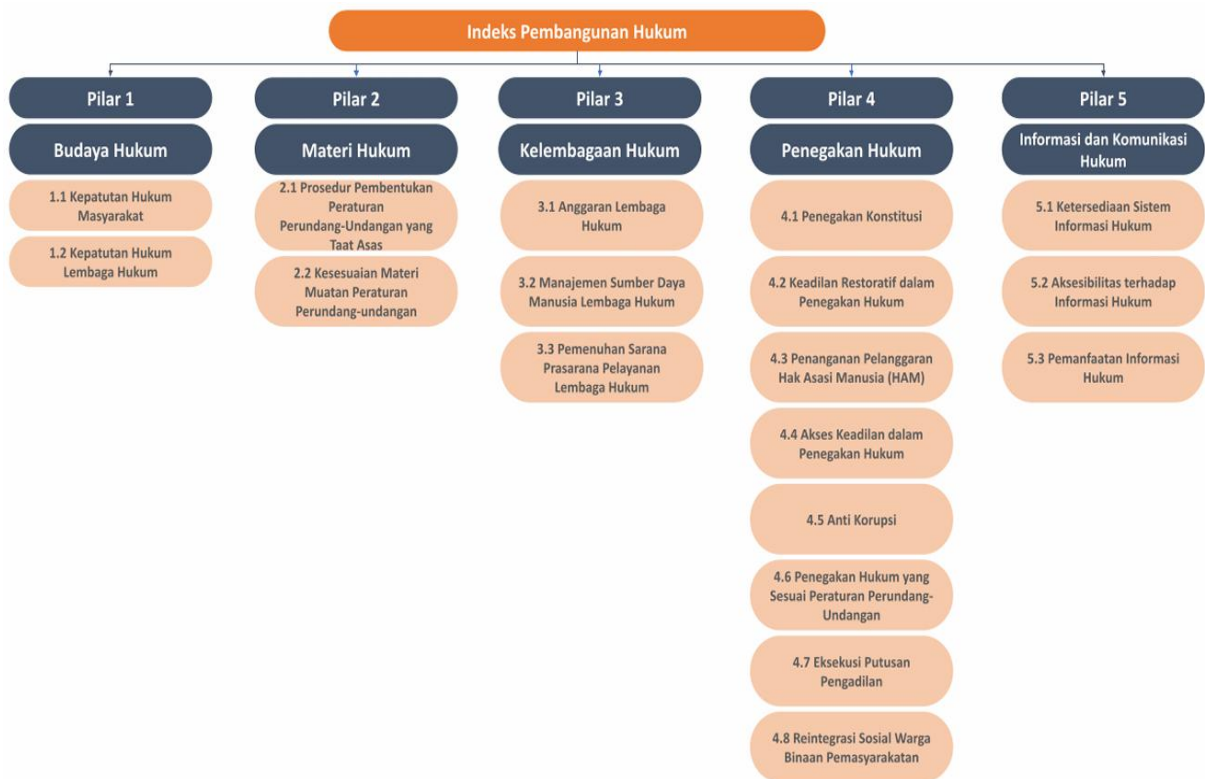 Indeks Pembangunan Hukum
Pilar 1
Budaya Hukum
1.1 Kepatutan Hukum
Masyarakat
1.2 Kepatutan Hukum
Lembaga Hukum
Pilar 2
Materi Hukum
2.1 Prosedur Pembentukan
Peraturan
Perundang-Undangan yang
Taat Asas
2.2 Kesesuaian Materi
Muatan Peraturan
Perundang-undangan
Pilar 3
Kelembagaan Hukum
3.1 Anggaran Lembaga
Hukum
3.2 Manajemen Sumber Daya
Manusia Lembaga Hukum
3.3 Pemenuhan Sarana
Prasarana Pelayanan
Lembaga Hukum
Pilar 4
Penegakan Hukum
4.1 Penegakan Konstitusi
4.2 Keadilan Restoratif dalam
Penegakan Hukum
4.3 Penanganan Pelanggaran
Hak Asasi Manusia (HAM)
4.4 Akses Keadilan dalam
Penegakan Hukum
4.5 Anti Korupsi
4.6 Penegakan Hukum yang
Sesuai Peraturan Perundang-
Undangan
4.7 Eksekusi Putusan
Pengadilan
4.8 Reintegrasi Sosial Warga
Binaan Pemasyarakatan
Pilar 5
Informasi dan Komunikasi
Hukum
5.1 Ketersediaan Sistem
Informasi Hukum
5.2 Aksesibilitas terhadap
Informasi Hukum
5.3 Pemanfaatan Informasi
Hukum